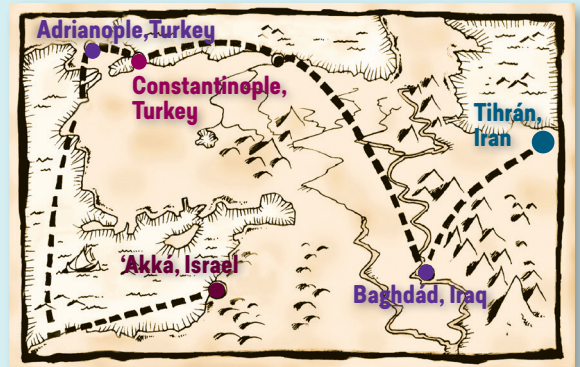 Adrianople,Turkey
Constantinople,
Turkey
Tihrán,
Iran
‘Akká, Israel
Baghdád, Iraq